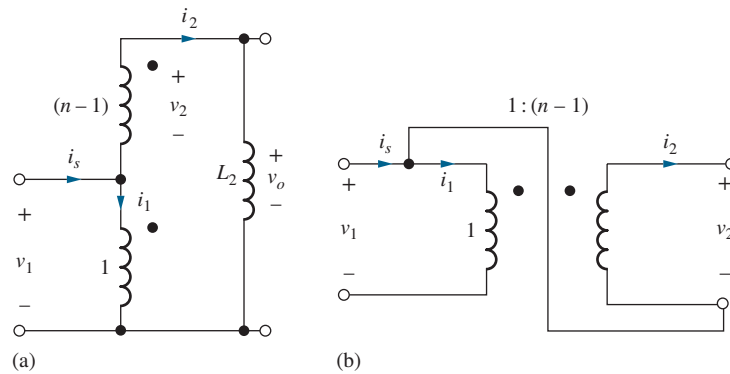 i2
(n – 1)
+
v2
–
is
i1
L2
+
vo
–
+
v1
–
1
(a)
1 : (n – 1)
is
i1
i2
+
v1
–
1
+
v2
–
(b)